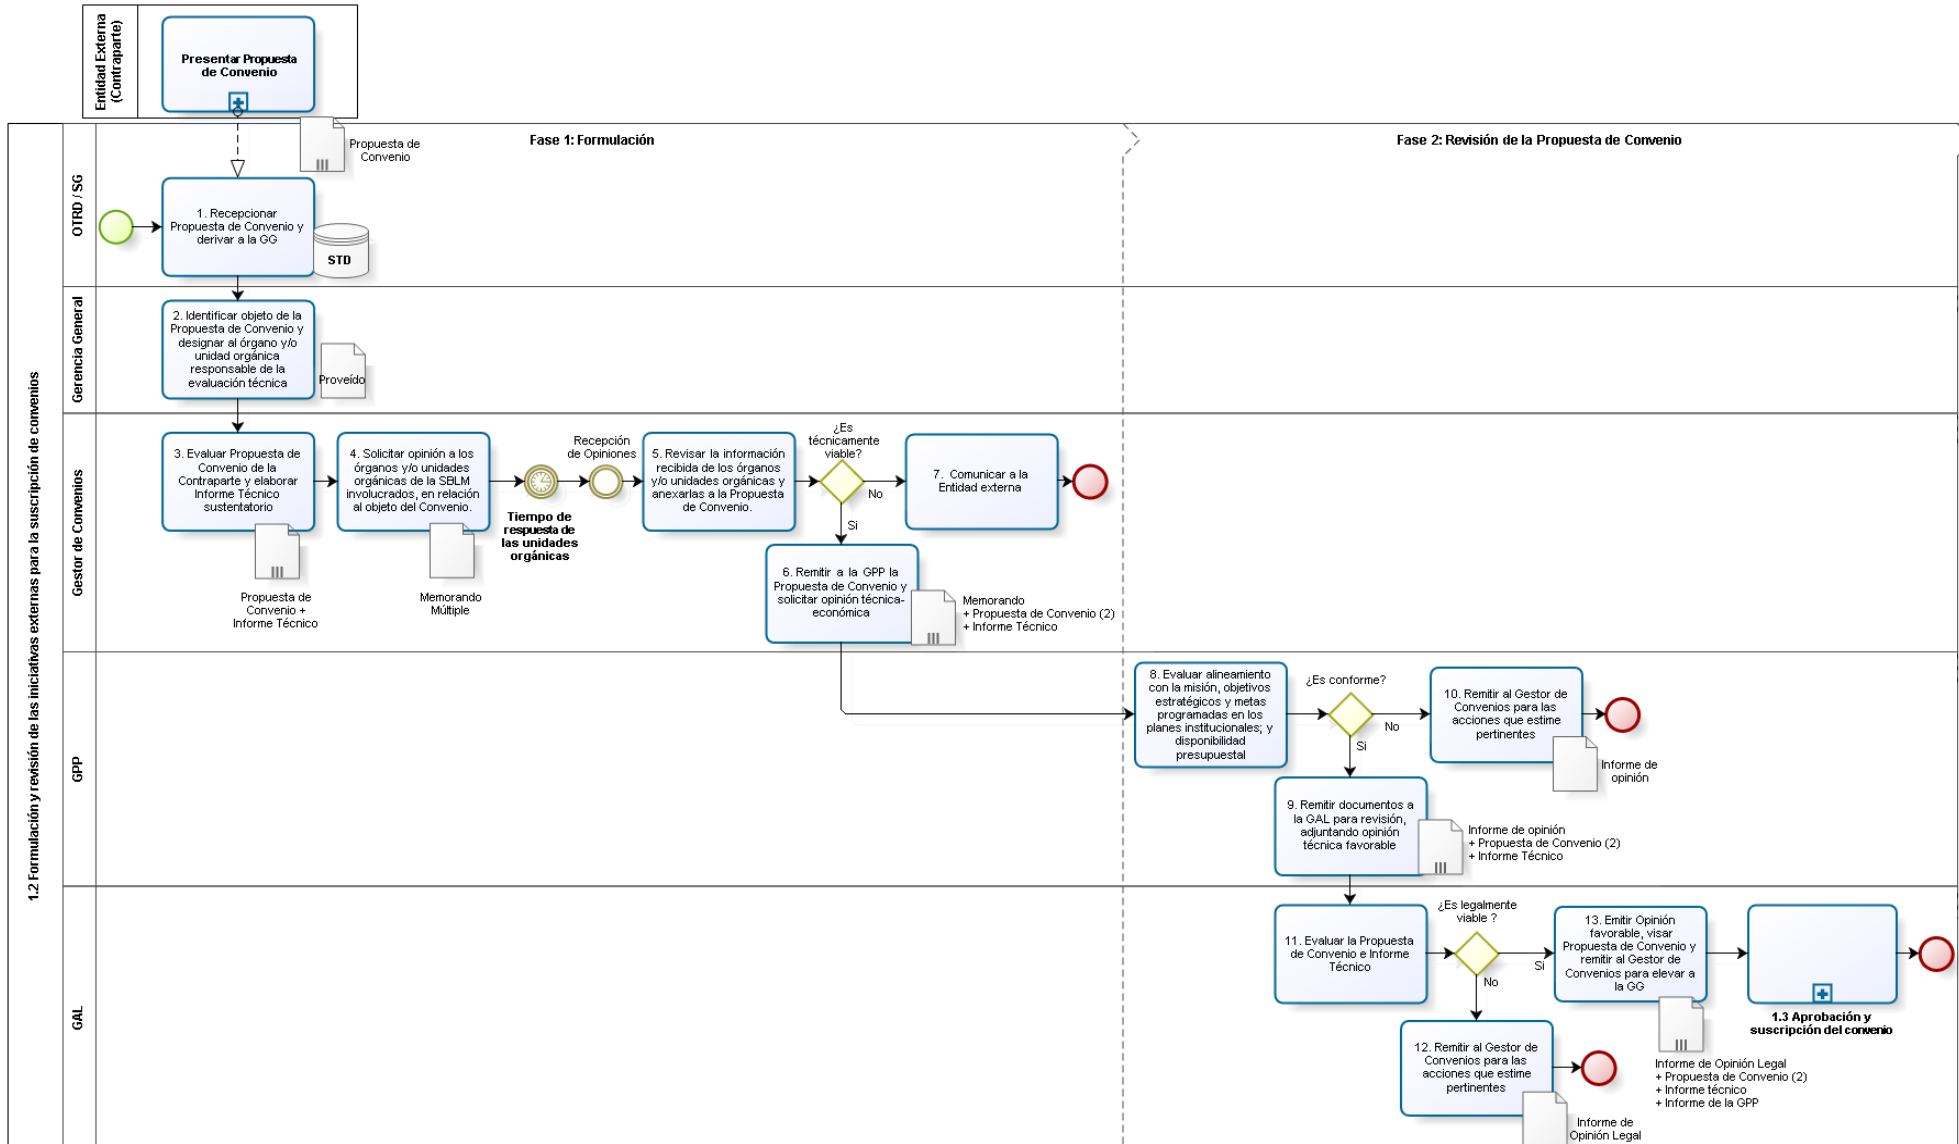 Entidad Externa
(Contraparte)
Presentar Propuesta
de Convenio
Propuesta de
Convenio
1.2 Formulación y revisión de las iniciativas externas para la suscripción de convenios
Fase 1: Formulación
Fase 2: Revisión de la Propuesta de Convenio
OTRD / SG
1. Recepcionar
Propuesta de Convenio y
derivar a la GG
STD
Gerencia General
2. Identificar objeto de la
Propuesta de Convenio y
designar al órgano y/o
unidad orgánica
responsable de la
evaluación técnica
Proveído
Gestor de Convenios
3. Evaluar Propuesta de
Convenio de la
Contraparte y elaborar
Informe Técnico
sustentatorio
Propuesta de
Convenio +
Informe Técnico
4. Solicitar opinión a los
órganos y/o unidades
orgánicas de la SBLM
involucrados, en relación
al objeto del Convenio.
Memorando
Múltiple
Tiempo de
respuesta de
las unidades
orgánicas
Recepción
de Opiniones
5. Revisar la información
recibida de los órganos
y/o unidades orgánicas y
anexarlas a la Propuesta
de Convenio.
¿Es
técnicamente
viable?
No
Si
7. Comunicar a la
Entidad externa
6. Remitir a la GPP la
Propuesta de Convenio y
solicitar opinión técnica-
económica
Memorando
+ Propuesta de Convenio (2)
+ Informe Técnico
GPP
8. Evaluar alineamiento
con la misión, objetivos
estratégicos y metas
programadas en los
planes institucionales; y
disponibilidad
presupuestal
¿Es conforme?
No
Si
10. Remitir al Gestor de
Convenios para las
acciones que estime
pertinentes
Informe de
opinión
9. Remitir documentos a
la GAL para revisión,
adjuntando opinión
técnica favorable
Informe de opinión
+ Propuesta de Convenio (2)
+ Informe Técnico
GAL
11. Evaluar la Propuesta
de Convenio e Informe
Técnico
¿Es legalmente
viable ?
Si
No
13. Emitir Opinión
favorable, visar
Propuesta de Convenio y
remitir al Gestor de
Convenios para elevar a
la GG
Informe de Opinión Legal
+ Propuesta de Convenio (2)
+ Informe técnico
+ Informe de la GPP
1.3 Aprobación y
suscripción del convenio
12. Remitir al Gestor de
Convenios para las
acciones que estime
pertinentes
Informe de
Opinión Legal